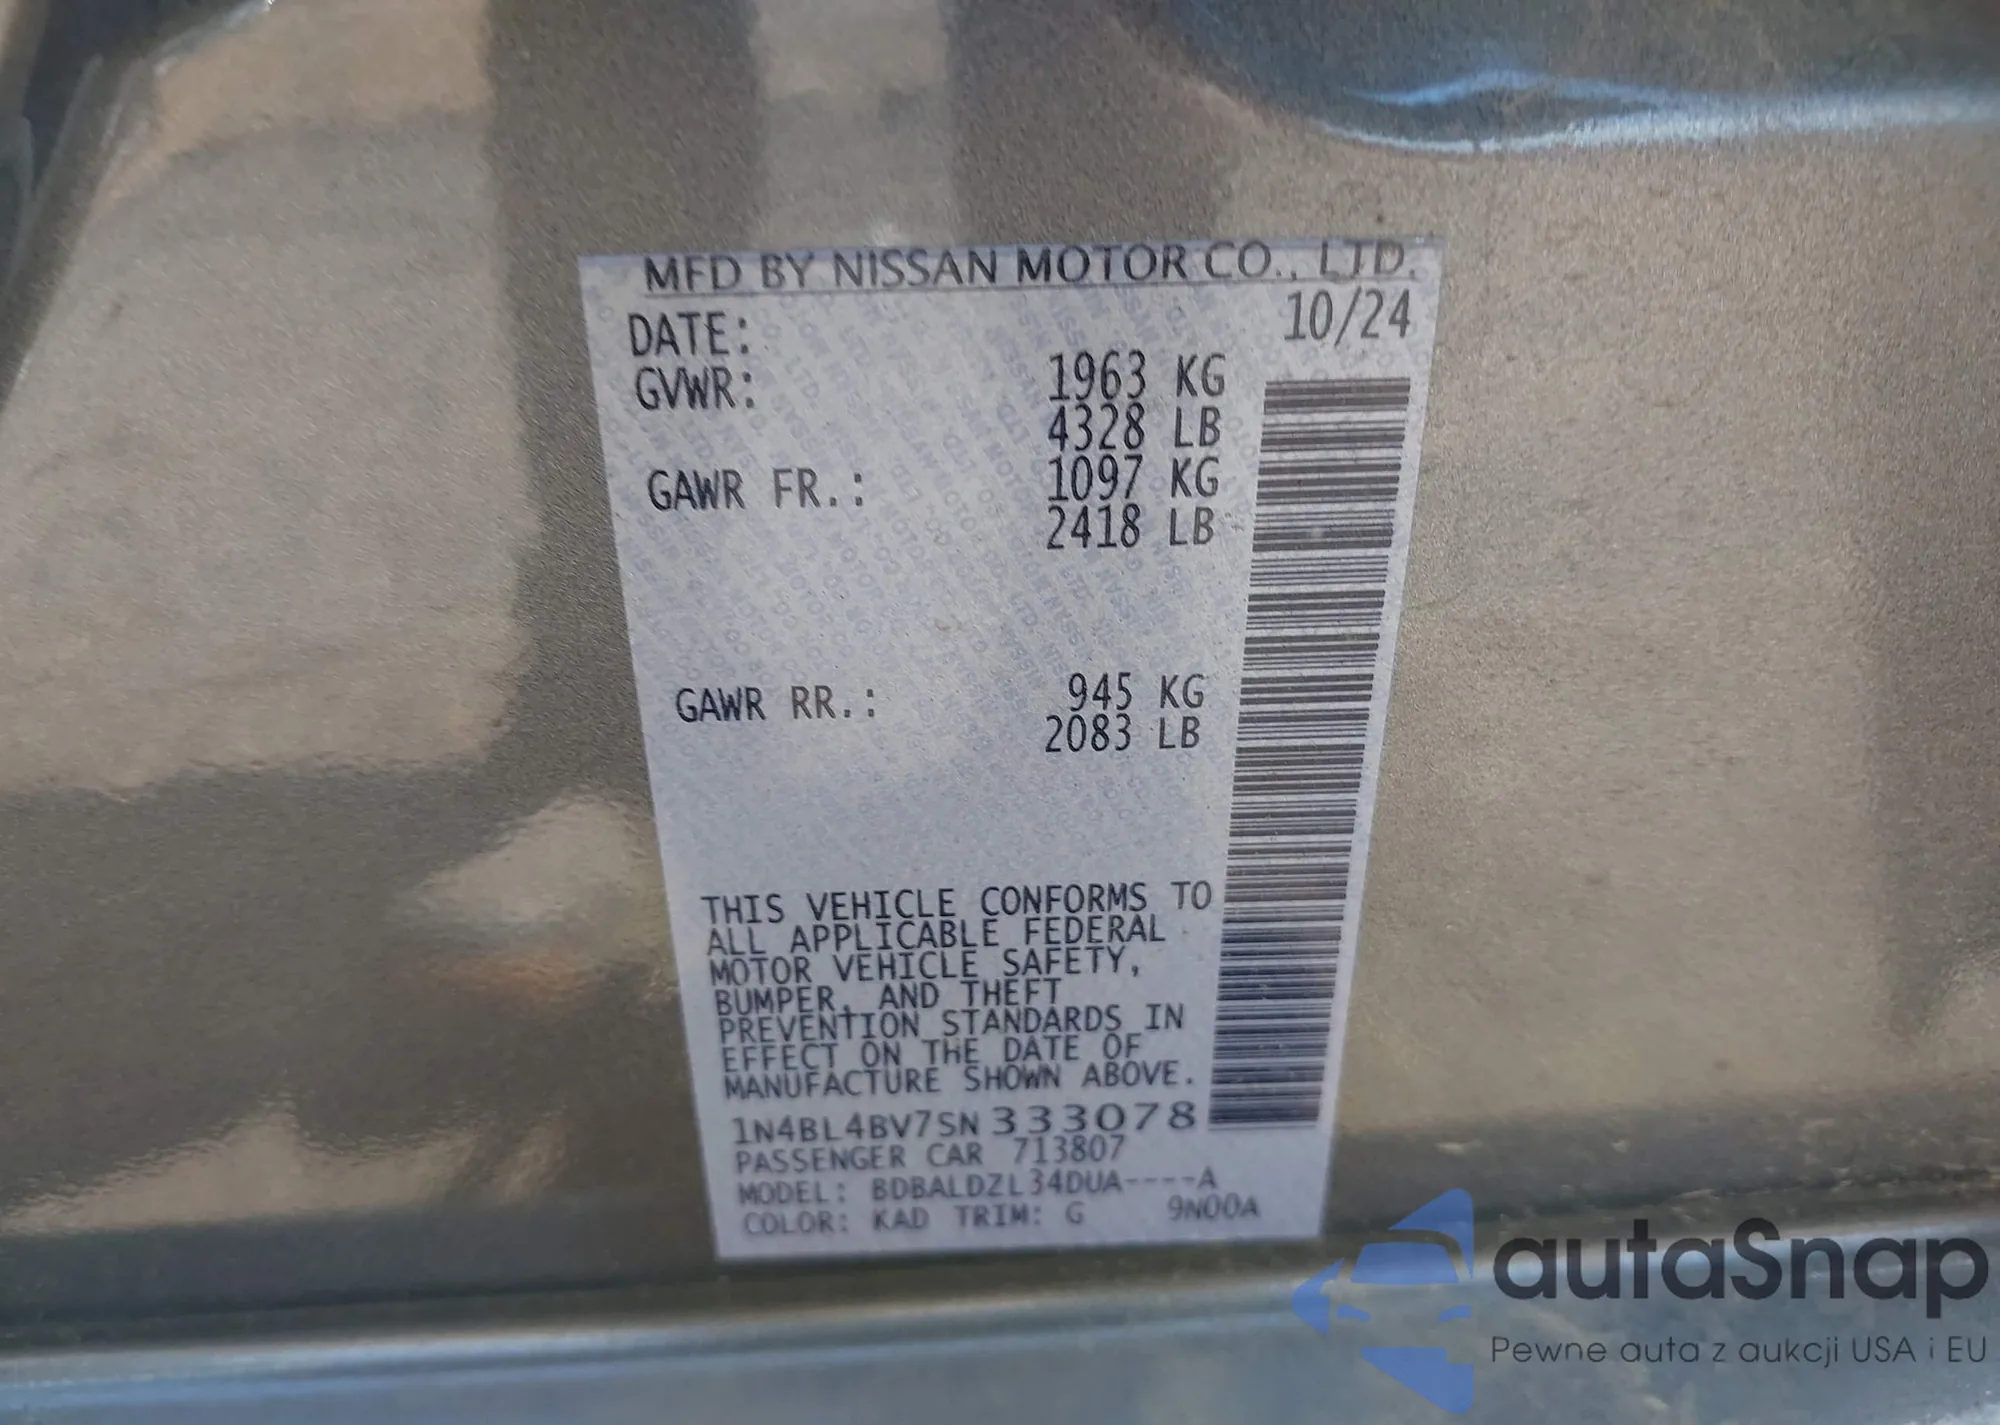 MFD BY NISSAN MOTOR CO., LTD.
DATE: 10/24
GVWR: 1963 KG
4328 LB
GAWR FR.: 1097 KG
2418 LB
GAWR RR.: 945 KG
2083 LB
THIS VEHICLE CONFORMS TO
ALL APPLICABLE FEDERAL
MOTOR VEHICLE SAFETY,
BUMPER, AND THEFT
PREVENTION STANDARDS IN
EFFECT ON THE DATE OF
MANUFACTURE SHOWN ABOVE.
1N4BL4BV7SN333078
PASSENGER CAR 713807
MODEL: BDBALDZL34DUA----A
COLOR: KAD TRIM: G 9N00A
autaSnap
Pewne auta z aukcji USA i EU